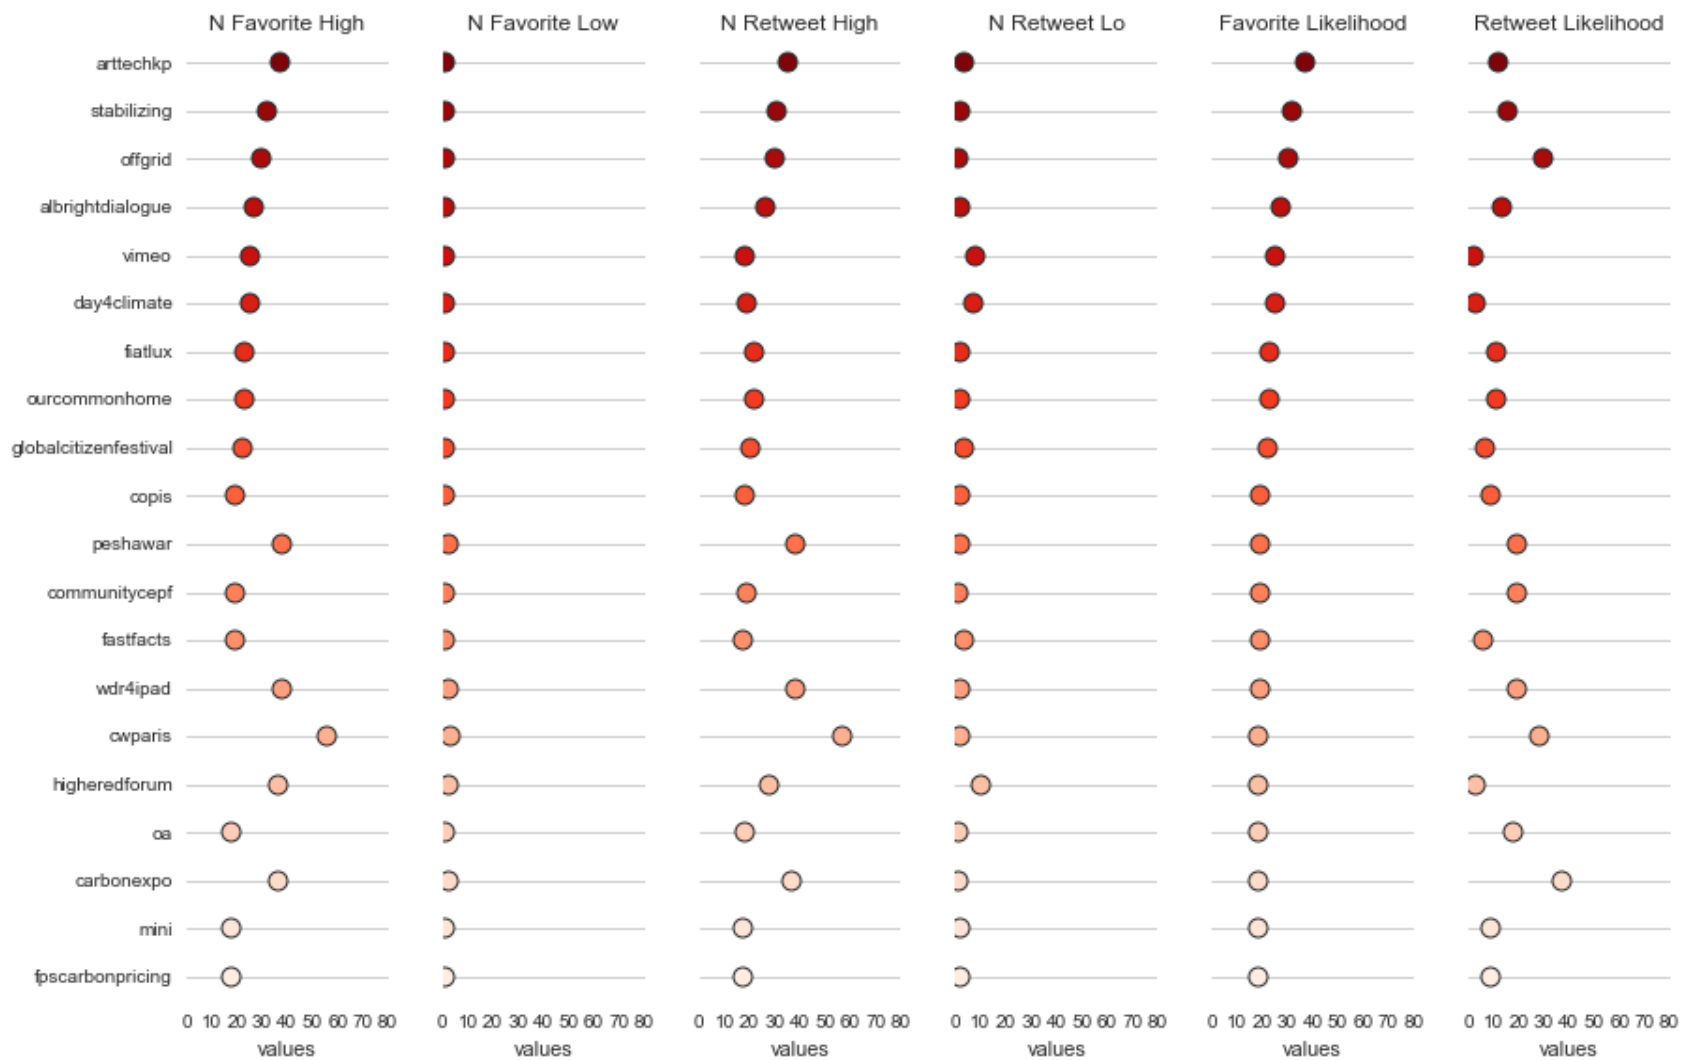 N Favorite High N Favorite Low N Retweet High N Retweet Lo Favorite Likelihood Retweet Likelihood
arttechkp
stabilizing
offgrid
albrightdialogue
vimeo
day4climate
fiatlux
ourcommonhome
globalcitizenfestival
copis
peshawar
communitycepf
fastfacts
wdr4ipad
cwparis
higheredforum
oa
carbonexpo
mini
fpscarbonpricing
0 10 20 30 40 50 60 70 80 0 10 20 30 40 50 60 70 80 0 10 20 30 40 50 60 70 80 0 10 20 30 40 50 60 70 80 0 10 20 30 40 50 60 70 80 0 10 20 30 40 50 60 70 80
values values values values values values